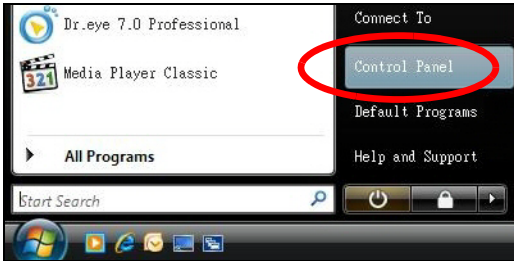 Dr.eye 7.0 Professional
321
Media Player Classic
All Programs
Start Search
Connect To
Control Panel
Default Programs
Help and Support